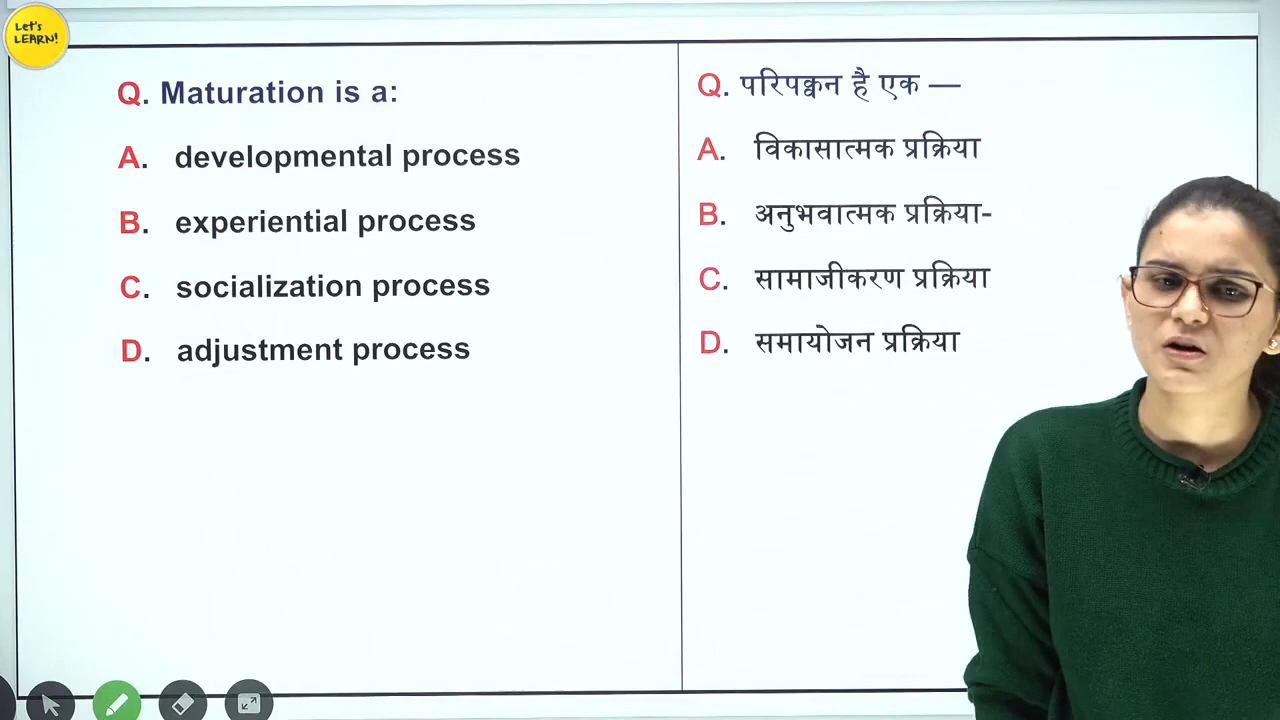 Let's
LEARN!
Q. Maturation is a:
A. developmental process
B. experiential process
C. socialization process
D. adjustment process
Q. परिपक्वन है एक —
A. विकासात्मक प्रक्रिया
B. अनुभवात्मक प्रक्रिया-
C. सामाजीकरण प्रक्रिया
D. समायोजन प्रक्रिया